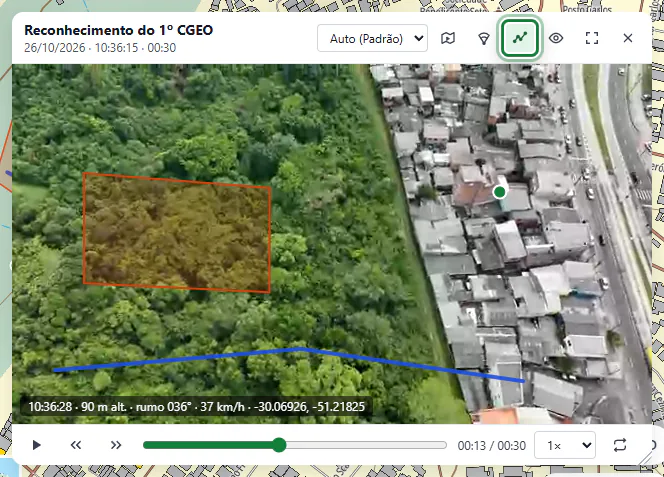 Reconhecimento do 1º CGEO
26/10/2026 · 10:36:15 · 00:30
Auto (Padrão)
10:36:28 · 90 m alt. · rumo 036° · 37 km/h · -30.06926, -51.21825
00:13 / 00:30
1×